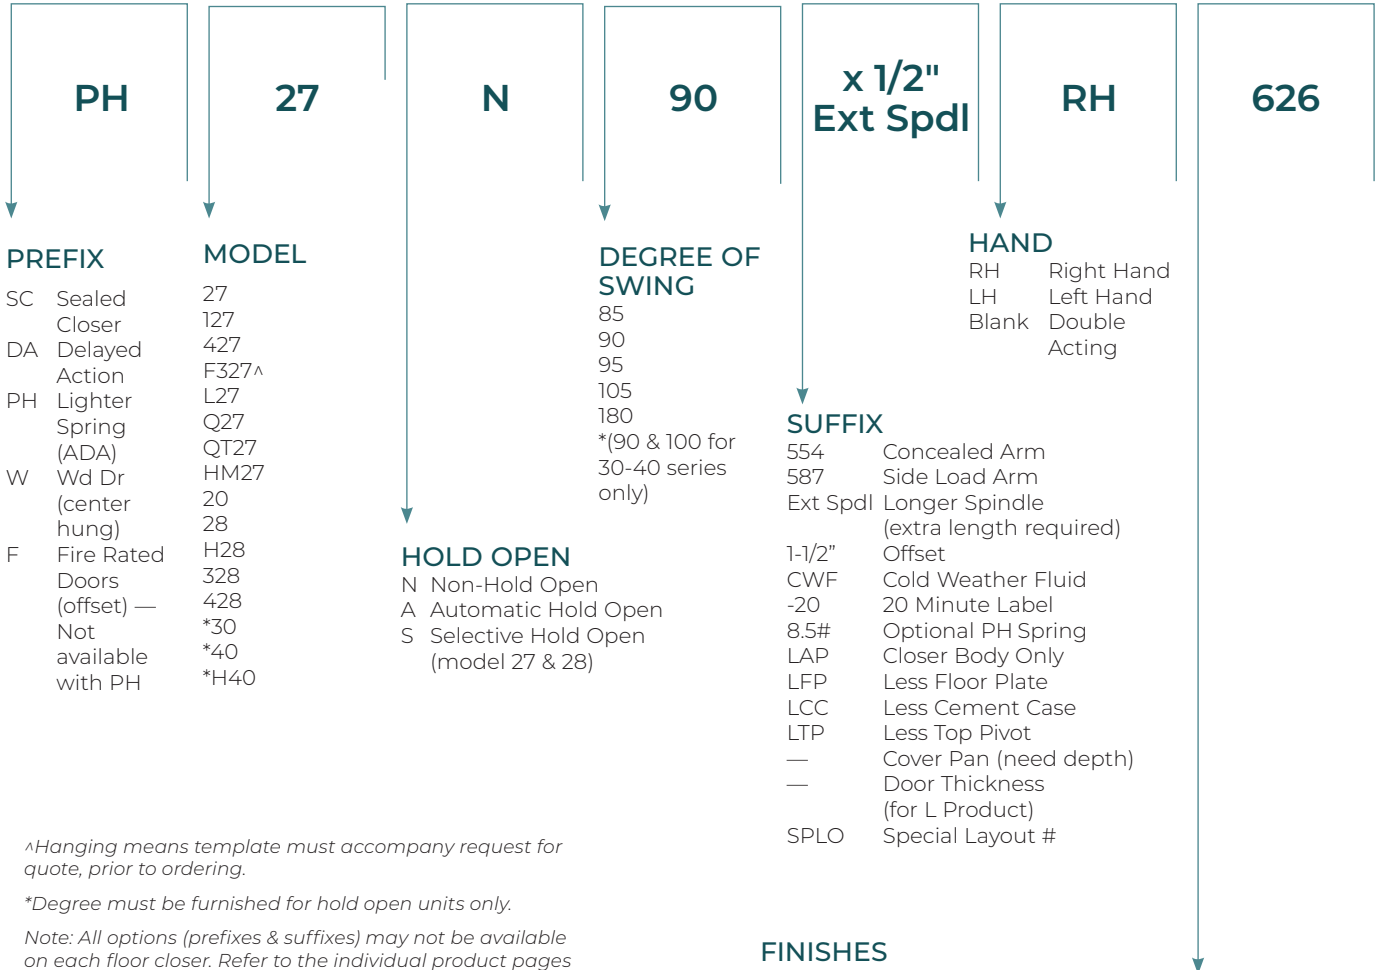 PH
27
N
90
x 1/2"
Ext Spdl
RH
626
PREFIX
SC Sealed
Closer
DA Delayed
Action
PH Lighter
Spring
(ADA)
W Wd Dr
(center
hung)
F Fire Rated
Doors
(offset) —
Not
available
with PH
MODEL
27
127
427
F327^
L27
Q27
QT27
HM27
20
28
H28
328
428
*30
*40
*H40
HOLD OPEN
N Non-Hold Open
A Automatic Hold Open
S Selective Hold Open
(model 27 & 28)
DEGREE OF
SWING
85
90
95
105
180
*(90 & 100 for
30-40 series
only)
SUFFIX
554 Concealed Arm
587 Side Load Arm
Ext Spdl Longer Spindle
(extra length required)
1-1/2” Offset
CWF Cold Weather Fluid
-20 20 Minute Label
8.5# Optional PH Spring
LAP Closer Body Only
LFP Less Floor Plate
LCC Less Cement Case
LTP Less Top Pivot
— Cover Pan (need depth)
— Door Thickness
(for L Product)
SPLO Special Layout #
HAND
RH Right Hand
LH Left Hand
Blank Double
Acting
^Hanging means template must accompany request for
quote, prior to ordering.
*Degree must be furnished for hold open units only.
Note: All options (prefixes & suffixes) may not be available
on each floor closer. Refer to the individual product pages
FINISHES